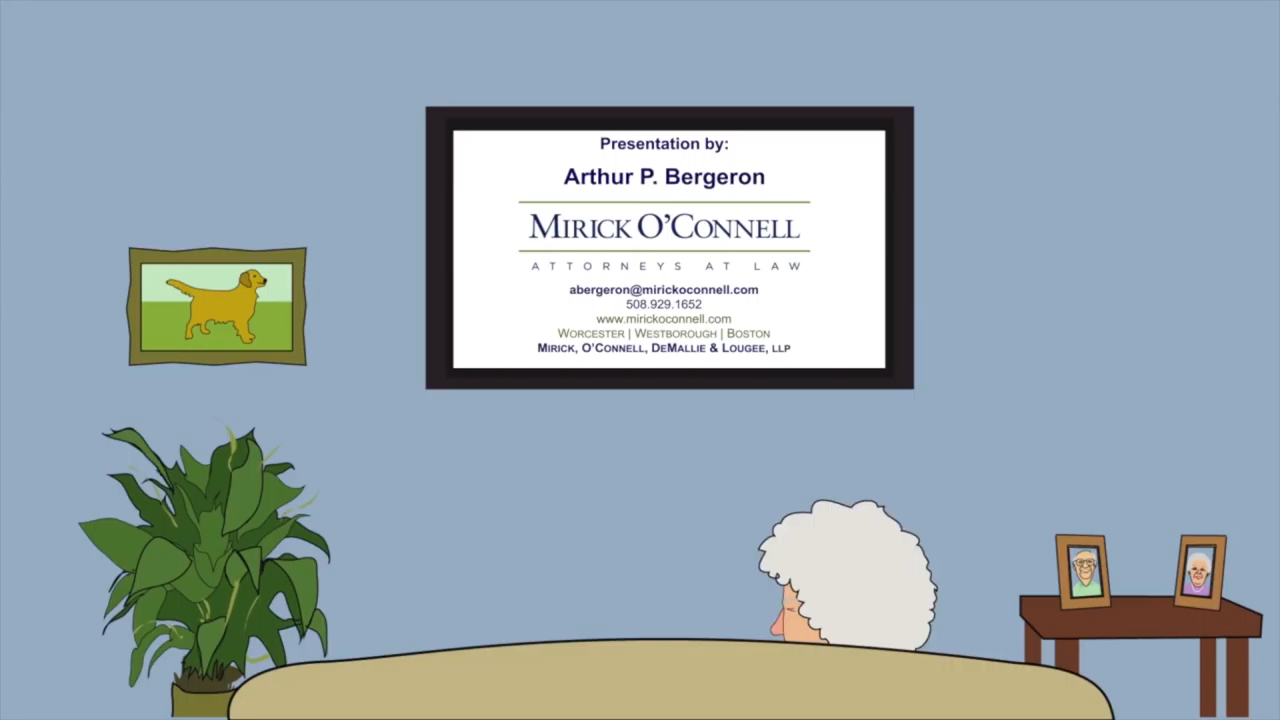 Presentation by:
Arthur P. Bergeron
MIRICK O'CONNELL
ATTORNEYS AT LAW
abergeron@mirickoconnell.com
508.929.1652
www.mirickoconnell.com
WORCESTER | WESTBOROUGH | BOSTON
MIRICK, O'CONNELL, DEMALLIE & LOUGEE, LLP